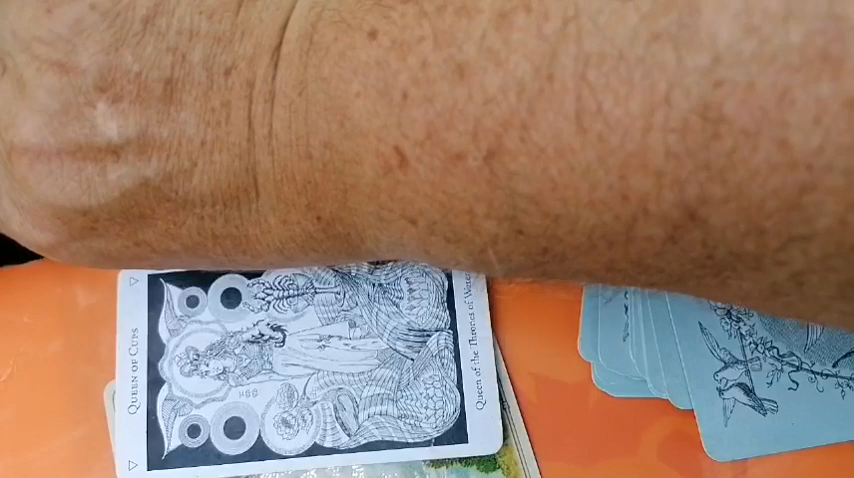 QUEEN OF CUPS
Queen of the Thrones of Water